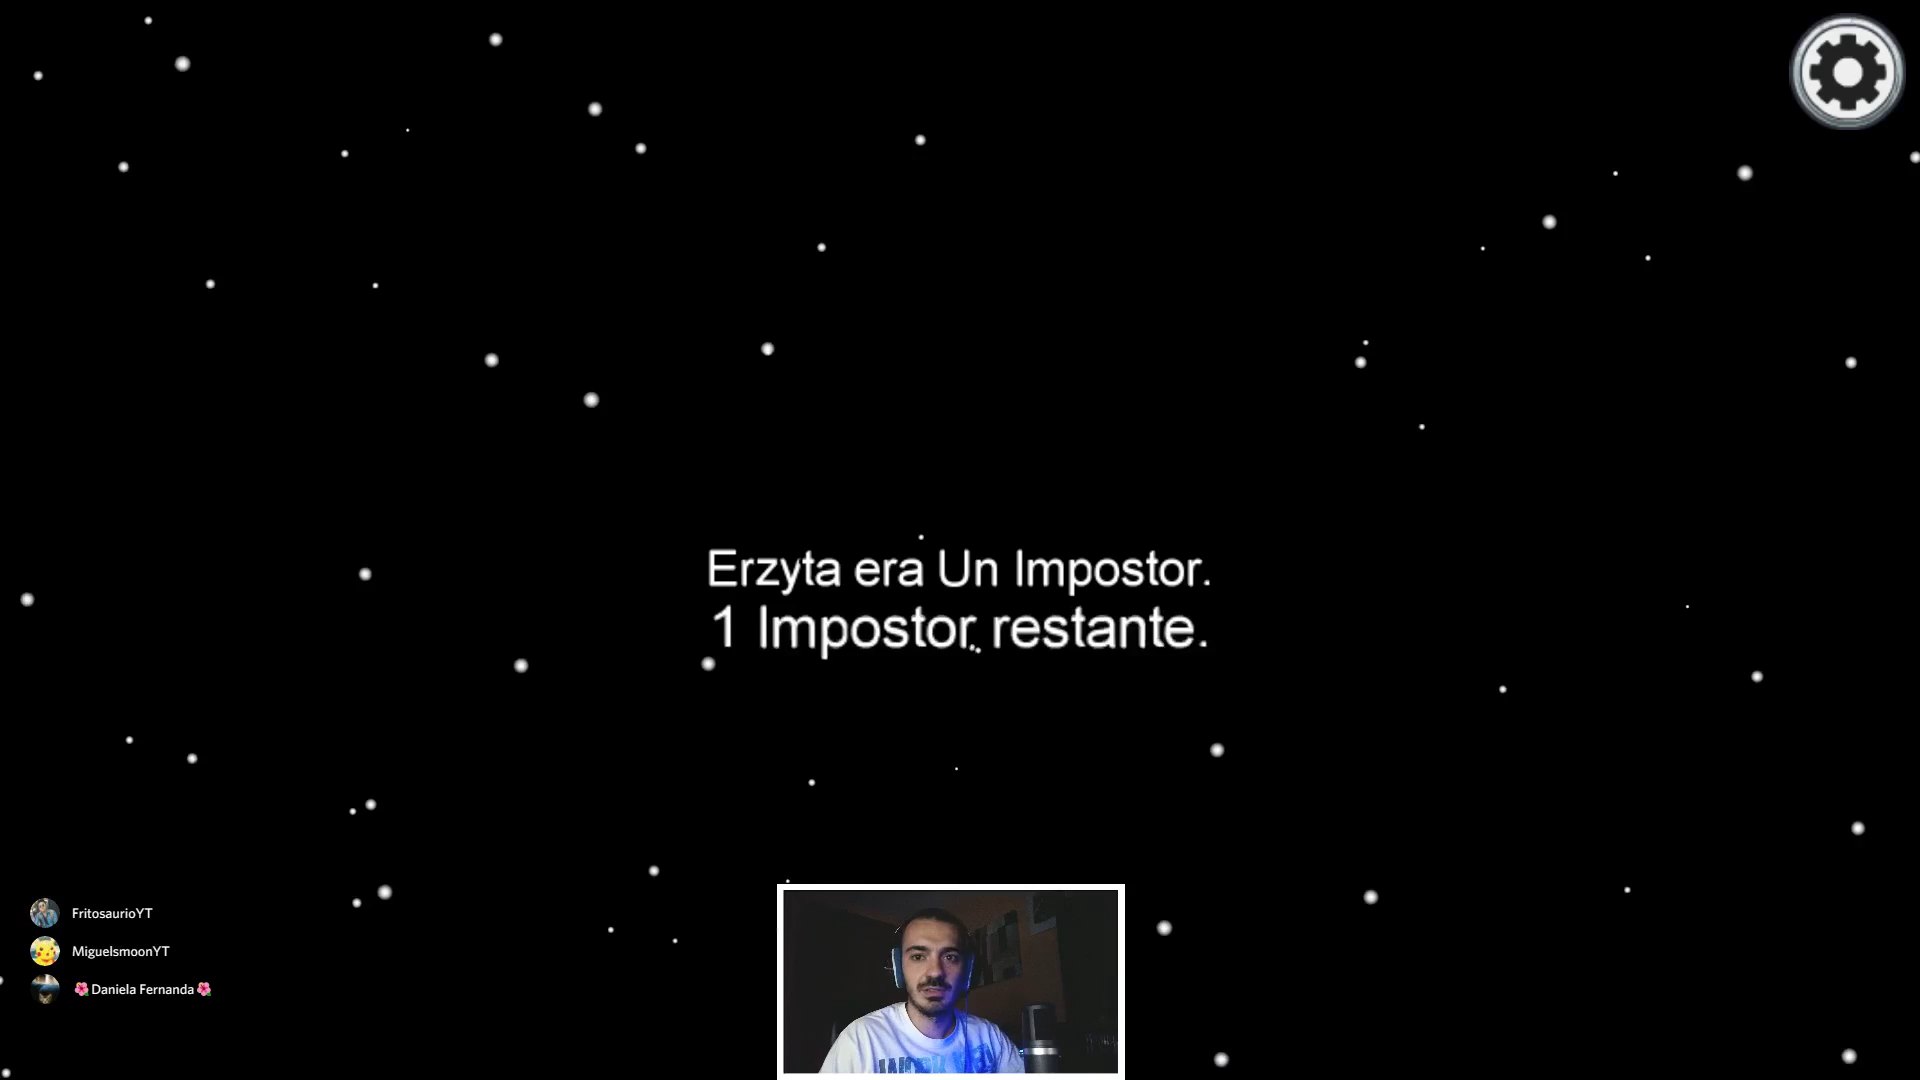 Erzyta era Un Impostor.
1 Impostor restante.
FritosaurioYT
MiguelsmoonYT
🌺Daniela Fernanda🌺